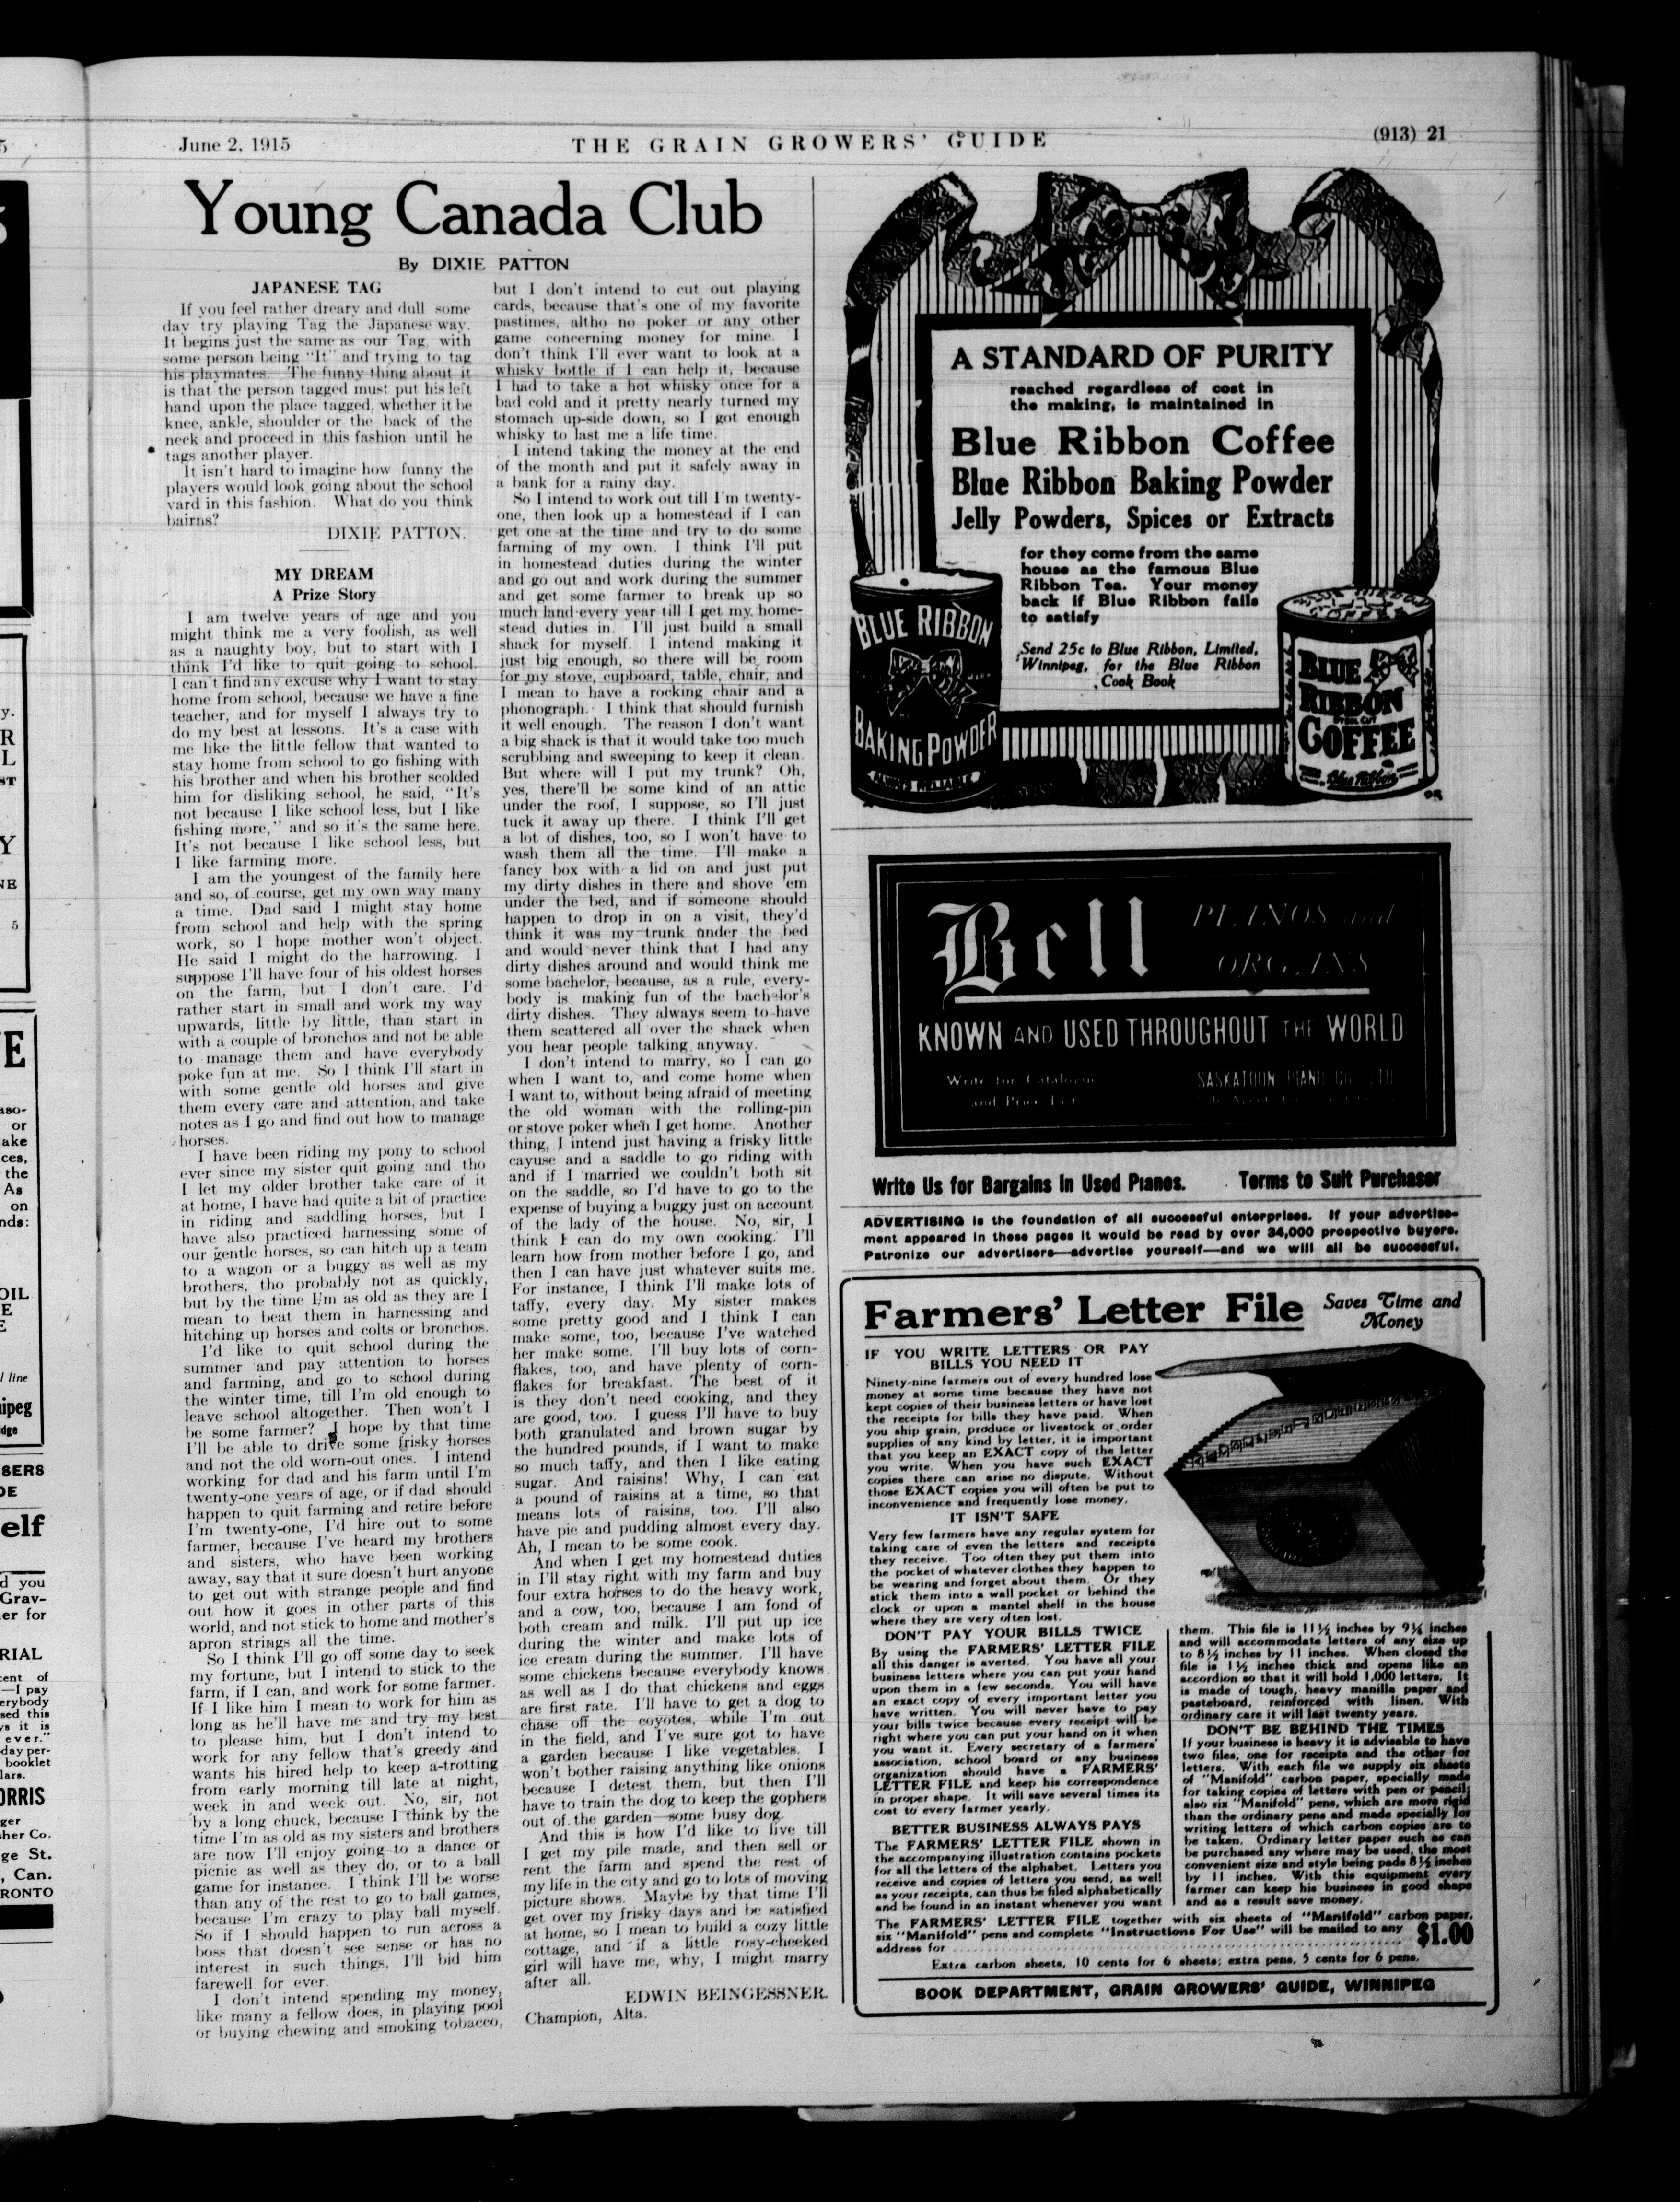 June 2, 1915
THE GRAIN GROWERS' GUIDE
(913) 21
Young Canada Club
By DIXIE PATTON
JAPANESE TAG
If you feel rather dreary and dull some
day try playing Tag the Japanese way.
It begins just the same as our Tag, with
some person being "It" and trying to tag
his playmates. The funny thing about it
is that the person tagged must put his left
hand upon the place tagged, whether it be
knee, ankle, shoulder or the back of the
neck and proceed in this fashion until he
tags another player.
It isn't hard to imagine how funny the
players would look going about the school
yard in this fashion. What do you think
bairns?
DIXIE PATTON.
MY DREAM
A Prize Story
I am twelve years of age and you
might think me a very foolish, as well
as a naughty boy, but to start with I
think I'd like to quit going to school.
I can't find any excuse why I want to stay
home from school, because we have a fine
teacher, and for myself I always try to
do my best at lessons. It's a case with
me like the little fellow that wanted to
stay home from school to go fishing with
his brother and when his brother scolded
him for disliking school, he said, "It's
not because I like school less, but I like
fishing more," and so it's the same here.
It's not because I like school less, but
I like farming more.
I am the youngest of the family here
and so, of course, get my own way many
a time. Dad said I might stay home
from school and help with the spring
work, so I hope mother won't object.
He said I might do the harrowing. I
suppose I'll have four of his oldest horses
on the farm, but I don't care. I'd
rather start in small and work my way
upwards, little by little, than start in
with a couple of bronchos and not be able
to manage them and have everybody
poke fun at me. So I think I'll start in
with some gentle old horses and give
them every care and attention, and take
notes as I go and find out how to manage
horses.
I have been riding my pony to school
ever since my sister quit going and tho
I let my older brother take care of it
at home, I have had quite a bit of practice
in riding and saddling horses, but I
have also practiced harnessing some of
our gentle horses, so can hitch up a team
to a wagon or a buggy as well as my
brothers, tho probably not as quickly,
but by the time I'm as old as they are I
mean to beat them in harnessing and
hitching up horses and colts or bronchos.
I'd like to quit school during the
summer and pay attention to horses
and farming, and go to school during
the winter time, till I'm old enough to
leave school altogether. Then won't I
be some farmer? I hope by that time
I'll be able to drive some frisky horses
and not the old worn-out ones. I intend
working for dad and his farm until I'm
twenty-one years of age, or if dad should
happen to quit farming and retire before
I'm twenty-one, I'd hire out to some
farmer, because I've heard my brothers
and sisters, who have been working
away, say that it sure doesn't hurt anyone
to get out with strange people and find
out how it goes in other parts of this
world, and not stick to home and mother's
apron strings all the time.
So I think I'll go off some day to seek
my fortune, but I intend to stick to the
farm, if I can, and work for some farmer.
If I like him I mean to work for him as
long as he'll have me and try my best
to please him, but I don't intend to
work for any fellow that's greedy and
wants his hired help to keep a-trotting
from early morning till late at night,
week in and week out. No, sir, not
by a long chuck, because I think by the
time I'm as old as my sisters and brothers
are now I'll enjoy going to a dance or
picnic as well as they do, or to a ball
game for instance. I think I'll be worse
than any of the rest to go to ball games,
because I'm crazy to play ball myself.
So if I should happen to run across a
boss that doesn't see sense or has no
interest in such things, I'll bid him
farewell for ever.
I don't intend spending my money,
like many a fellow does, in playing pool
or buying chewing and smoking tobacco,
but I don't intend to cut out playing
cards, because that's one of my favorite
pastimes, altho no poker or any other
game concerning money for mine. I
don't think I'll ever want to look at a
whisky bottle if I can help it, because
I had to take a hot whisky once for a
bad cold and it pretty nearly turned my
stomach up-side down, so I got enough
whisky to last me a life time.
I intend taking the money at the end
of the month and put it safely away in
a bank for a rainy day.
So I intend to work out till I'm twenty-
one, then look up a homestead if I can
get one at the time and try to do some
farming of my own. I think I'll put
in homestead duties during the winter
and go out and work during the summer
and get some farmer to break up so
much land every year till I get my home-
stead duties in. I'll just build a small
shack for myself. I intend making it
just big enough, so there will be room
for my stove, cupboard, table, chair, and
I mean to have a rocking chair and a
phonograph. I think that should furnish
it well enough. The reason I don't want
a big shack is that it would take too much
scrubbing and sweeping to keep it clean.
But where will I put my trunk? Oh,
yes, there'll be some kind of an attic
under the roof, I suppose, so I'll just
tuck it away up there. I think I'll get
a lot of dishes, too, so I won't have to
wash them all the time. I'll make a
fancy box with a lid on and just put
my dirty dishes in there and shove 'em
under the bed, and if someone should
happen to drop in on a visit, they'd
think it was my trunk under the bed
and would never think that I had any
dirty dishes around and would think me
some bachelor, because, as a rule, every-
body is making fun of the bachelor's
dirty dishes. They always seem to have
them scattered all over the shack when
you hear people talking anyway.
I don't intend to marry, so I can go
when I want to, and come home when
I want to, without being afraid of meeting
the old woman with the rolling-pin
or stove poker when I get home. Another
thing, I intend just having a frisky little
cayuse and a saddle to go riding with
and if I married we couldn't both sit
on the saddle, so I'd have to go to the
expense of buying a buggy just on account
of the lady of the house. No, sir, I
think I can do my own cooking. I'll
learn how from mother before I go, and
then I can have just whatever suits me.
For instance, I think I'll make lots of
taffy, every day. My sister makes
some pretty good and I think I can
make some, too, because I've watched
her make some. I'll buy lots of corn-
flakes, too, and have plenty of corn-
flakes for breakfast. The best of it
is they don't need cooking, and they
are good, too. I guess I'll have to buy
both granulated and brown sugar by
the hundred pounds, if I want to make
so much taffy, and then I like eating
sugar. And raisins! Why, I can eat
a pound of raisins at a time, so that
means lots of raisins, too. I'll also
have pie and pudding almost every day.
Ah, I mean to be some cook.
And when I get my homestead duties
in I'll stay right with my farm and buy
four extra horses to do the heavy work,
and a cow, too, because I am fond of
both cream and milk. I'll put up ice
during the winter and make lots of
ice cream during the summer. I'll have
some chickens because everybody knows
as well as I do that chickens and eggs
are first rate. I'll have to get a dog to
chase off the coyotes, while I'm out
in the field, and I've sure got to have
a garden because I like vegetables. I
won't bother raising anything like onions
because I detest them, but then I'll
have to train the dog to keep the gophers
out of the garden—some busy dog.
And this is how I'd like to live till
I get my pile made, and then sell or
rent the farm and spend the rest of
my life in the city and go to lots of moving
picture shows. Maybe by that time I'll
get over my frisky days and be satisfied
at home, so I mean to build a cozy little
cottage, and if a little rosy-cheeked
girl will have me, why, I might marry
after all.
EDWIN BEINGESSNER.
Champion, Alta.
A STANDARD OF PURITY
reached regardless of cost in
the making, is maintained in
Blue Ribbon Coffee
Blue Ribbon Baking Powder
Jelly Powders, Spices or Extracts
for they come from the same
house as the famous Blue
Ribbon Tea. Your money
back if Blue Ribbon fails
to satisfy
Send 25c to Blue Ribbon, Limited,
Winnipeg, for the Blue Ribbon
Cook Book
BLUE RIBBON
BAKING POWDER
ALWAYS RELIABLE
BLUE
RIBBON
COFFEE
Blue Ribbon
Bell PIANOS and
ORGANS
KNOWN AND USED THROUGHOUT THE WORLD
Write for Catalogue
and Price List
SASKATOON PIANO CO. LTD.
Write Us for Bargains in Used Pianos. Terms to Suit Purchaser
ADVERTISING is the foundation of all successful enterprises. If your advertise-
ment appeared in these pages it would be read by over 34,000 prospective buyers.
Patronize our advertisers—advertise yourself—and we will all be successful.
Farmers' Letter File
Saves Time and
Money
IF YOU WRITE LETTERS OR PAY
BILLS YOU NEED IT
Ninety-nine farmers out of every hundred lose
money at some time because they have not
kept copies of their business letters or have lost
the receipts for bills they have paid. When
you ship grain, produce or livestock or order
supplies of any kind by letter, it is important
that you keep an EXACT copy of the letter
you write. When you have such EXACT
copies there can arise no dispute. Without
those EXACT copies you will often be put to
inconvenience and frequently lose money.
IT ISN'T SAFE
Very few farmers have any regular system for
taking care of even the letters and receipts
they receive. Too often they put them into
the pocket of whatever clothes they happen to
be wearing and forget about them. Or they
stick them into a wall pocket or behind the
clock or upon a mantel shelf in the house
where they are very often lost.
DON'T PAY YOUR BILLS TWICE
By using the FARMERS' LETTER FILE
all this danger is averted. You have all your
business letters where you can put your hand
upon them in a few seconds. You will have
an exact copy of every important letter you
have written. You will never have to pay
your bills twice because every receipt will be
right where you can put your hand on it when
you want it. Every secretary of a farmers'
association, school board or any business
organization should have a FARMERS'
LETTER FILE and keep his correspondence
in proper shape. It will save several times its
cost to every farmer yearly.
BETTER BUSINESS ALWAYS PAYS
The FARMERS' LETTER FILE shown in
the accompanying illustration contains pockets
for all the letters of the alphabet. Letters you
receive and copies of letters you send, as well
as your receipts, can thus be filed alphabetically
and be found in an instant whenever you want
them. This file is 11½ inches by 9¼ inches
and will accommodate letters of any size up
to 8½ inches by 11 inches. When closed the
file is 1½ inches thick and opens like an
accordion so that it will hold 1,000 letters. It
is made of tough, heavy manilla paper and
pasteboard, reinforced with linen. With
ordinary care it will last twenty years.
DON'T BE BEHIND THE TIMES
If your business is heavy it is advisable to have
two files, one for receipts and the other for
letters. With each file we supply six sheets
of "Manifold" carbon paper, specially made
for taking copies of letters with pen or pencil;
also six "Manifold" pens, which are more rigid
than the ordinary pens and made specially for
writing letters of which carbon copies are to
be taken. Ordinary letter paper such as can
be purchased any where may be used, the most
convenient size and style being pads 8½ inches
by 11 inches. With this equipment every
farmer can keep his business in good shape
and as a result save money.
The FARMERS' LETTER FILE together with six sheets of "Manifold" carbon paper,
six "Manifold" pens and complete "Instructions For Use" will be mailed to any
address for $1.00
Extra carbon sheets, 10 cents for 6 sheets; extra pens, 5 cents for 6 pens.
BOOK DEPARTMENT, GRAIN GROWERS' GUIDE, WINNIPEG